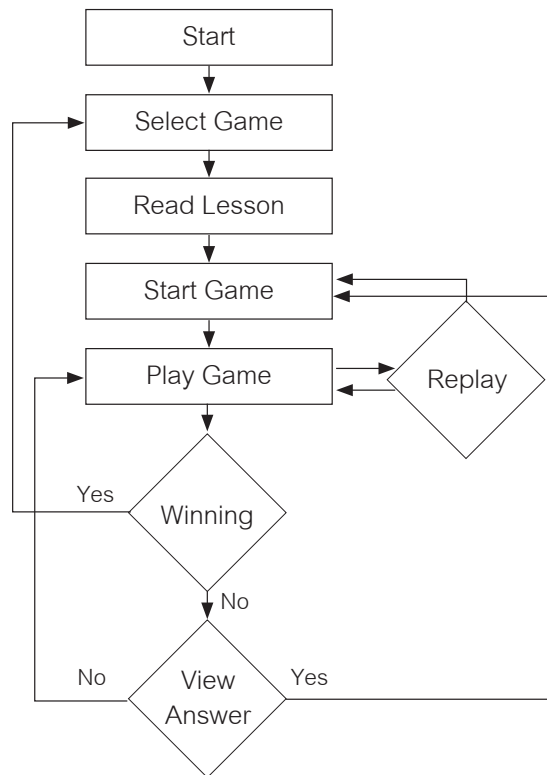 Start
Select Game
Read Lesson
Start Game
Play Game
Replay
Yes
Winning
No
No
View
Answer
Yes